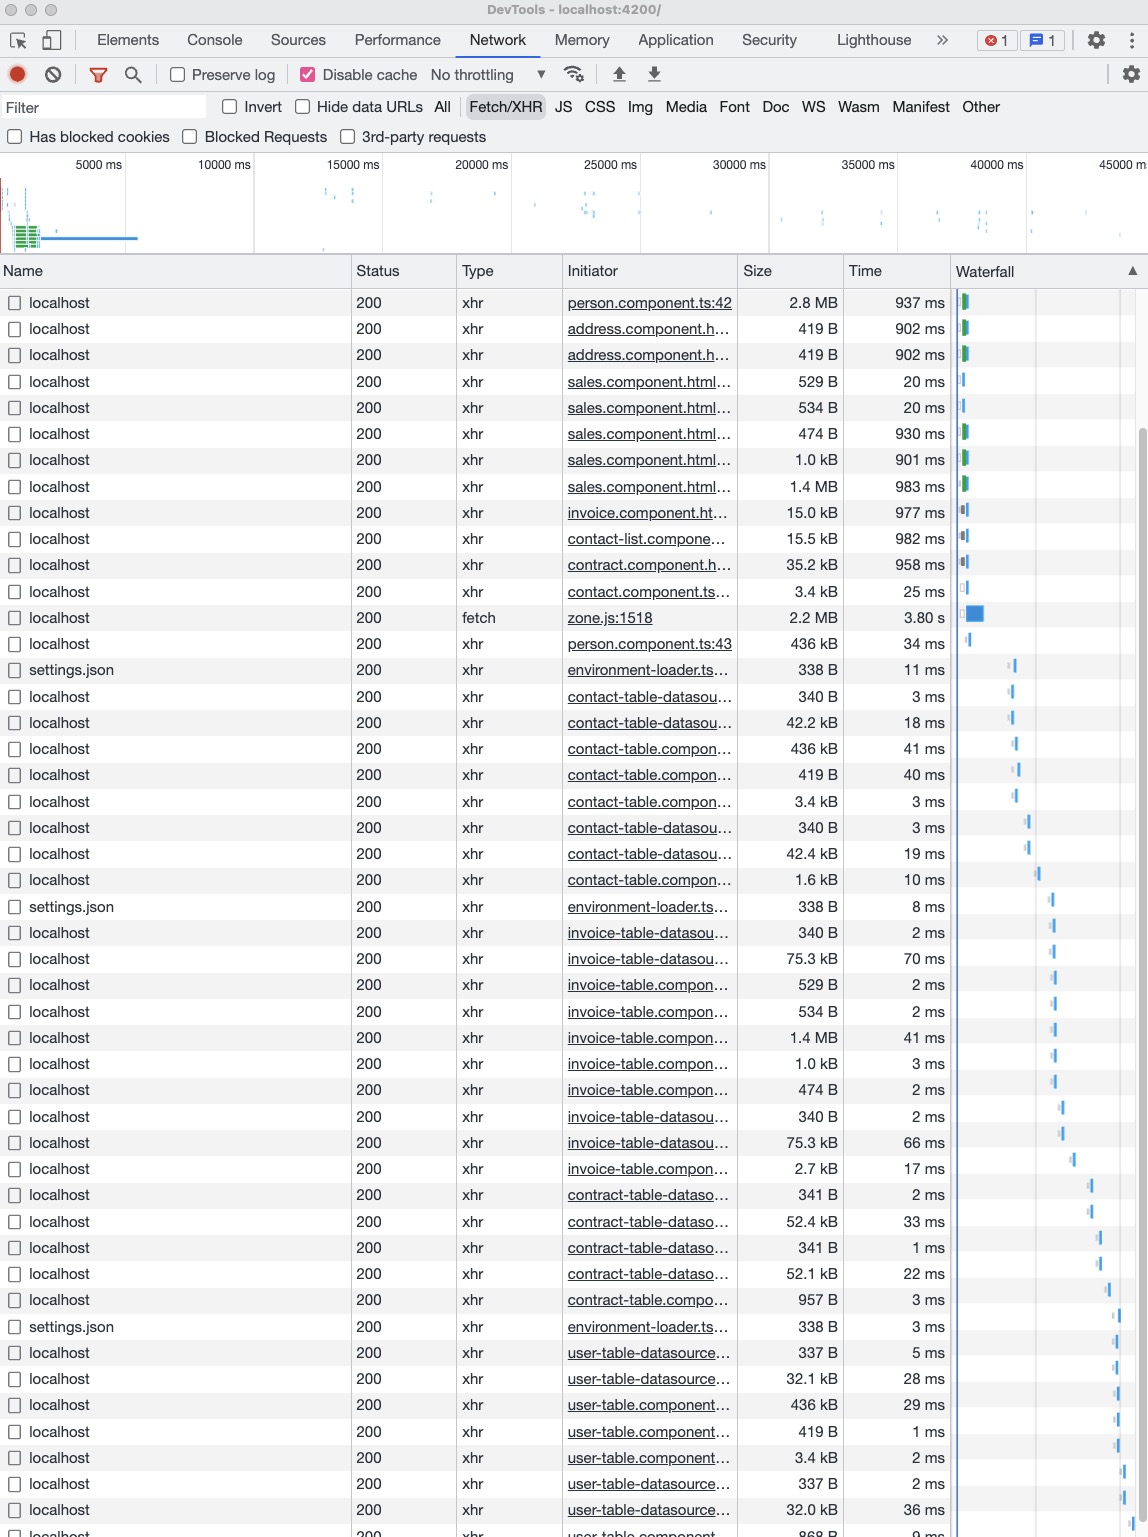 DevTools - localhost:4200/
Elements Console Sources Performance Network Memory Application Security Lighthouse » 1 1
Preserve log Disable cache No throttling ▼
Filter Invert Hide data URLs All Fetch/XHR JS CSS Img Media Font Doc WS Wasm Manifest Other
Has blocked cookies Blocked Requests 3rd-party requests
5000 ms 10000 ms 15000 ms 20000 ms 25000 ms 30000 ms 35000 ms 40000 ms 45000 m
Name Status Type Initiator Size Time Waterfall ▲
localhost 200 xhr person.component.ts:42 2.8 MB 937 ms
localhost 200 xhr address.component.h... 419 B 902 ms
localhost 200 xhr address.component.h... 419 B 902 ms
localhost 200 xhr sales.component.html... 529 B 20 ms
localhost 200 xhr sales.component.html... 534 B 20 ms
localhost 200 xhr sales.component.html... 474 B 930 ms
localhost 200 xhr sales.component.html... 1.0 kB 901 ms
localhost 200 xhr sales.component.html... 1.4 MB 983 ms
localhost 200 xhr invoice.component.ht... 15.0 kB 977 ms
localhost 200 xhr contact-list.compone... 15.5 kB 982 ms
localhost 200 xhr contract.component.h... 35.2 kB 958 ms
localhost 200 xhr contact.component.ts... 3.4 kB 25 ms
localhost 200 fetch zone.js:1518 2.2 MB 3.80 s
localhost 200 xhr person.component.ts:43 436 kB 34 ms
settings.json 200 xhr environment-loader.ts... 338 B 11 ms
localhost 200 xhr contact-table-datasou... 340 B 3 ms
localhost 200 xhr contact-table-datasou... 42.2 kB 18 ms
localhost 200 xhr contact-table.compon... 436 kB 41 ms
localhost 200 xhr contact-table.compon... 419 B 40 ms
localhost 200 xhr contact-table.compon... 3.4 kB 3 ms
localhost 200 xhr contact-table-datasou... 340 B 3 ms
localhost 200 xhr contact-table-datasou... 42.4 kB 19 ms
localhost 200 xhr contact-table.compon... 1.6 kB 10 ms
settings.json 200 xhr environment-loader.ts... 338 B 8 ms
localhost 200 xhr invoice-table-datasou... 340 B 2 ms
localhost 200 xhr invoice-table-datasou... 75.3 kB 70 ms
localhost 200 xhr invoice-table.compon... 529 B 2 ms
localhost 200 xhr invoice-table.compon... 534 B 2 ms
localhost 200 xhr invoice-table.compon... 1.4 MB 41 ms
localhost 200 xhr invoice-table.compon... 1.0 kB 3 ms
localhost 200 xhr invoice-table.compon... 474 B 2 ms
localhost 200 xhr invoice-table-datasou... 340 B 2 ms
localhost 200 xhr invoice-table-datasou... 75.3 kB 66 ms
localhost 200 xhr invoice-table.compon... 2.7 kB 17 ms
localhost 200 xhr contract-table-dataso... 341 B 2 ms
localhost 200 xhr contract-table-dataso... 52.4 kB 33 ms
localhost 200 xhr contract-table-dataso... 341 B 1 ms
localhost 200 xhr contract-table-dataso... 52.1 kB 22 ms
localhost 200 xhr contract-table.compo... 957 B 3 ms
settings.json 200 xhr environment-loader.ts... 338 B 3 ms
localhost 200 xhr user-table-datasource... 337 B 5 ms
localhost 200 xhr user-table-datasource... 32.1 kB 28 ms
localhost 200 xhr user-table.component... 436 kB 29 ms
localhost 200 xhr user-table.component... 419 B 1 ms
localhost 200 xhr user-table.component... 3.4 kB 2 ms
localhost 200 xhr user-table-datasource... 337 B 2 ms
localhost 200 xhr user-table-datasource... 32.0 kB 36 ms
localhost 200 xhr user-table.component... 868 B 9 ms